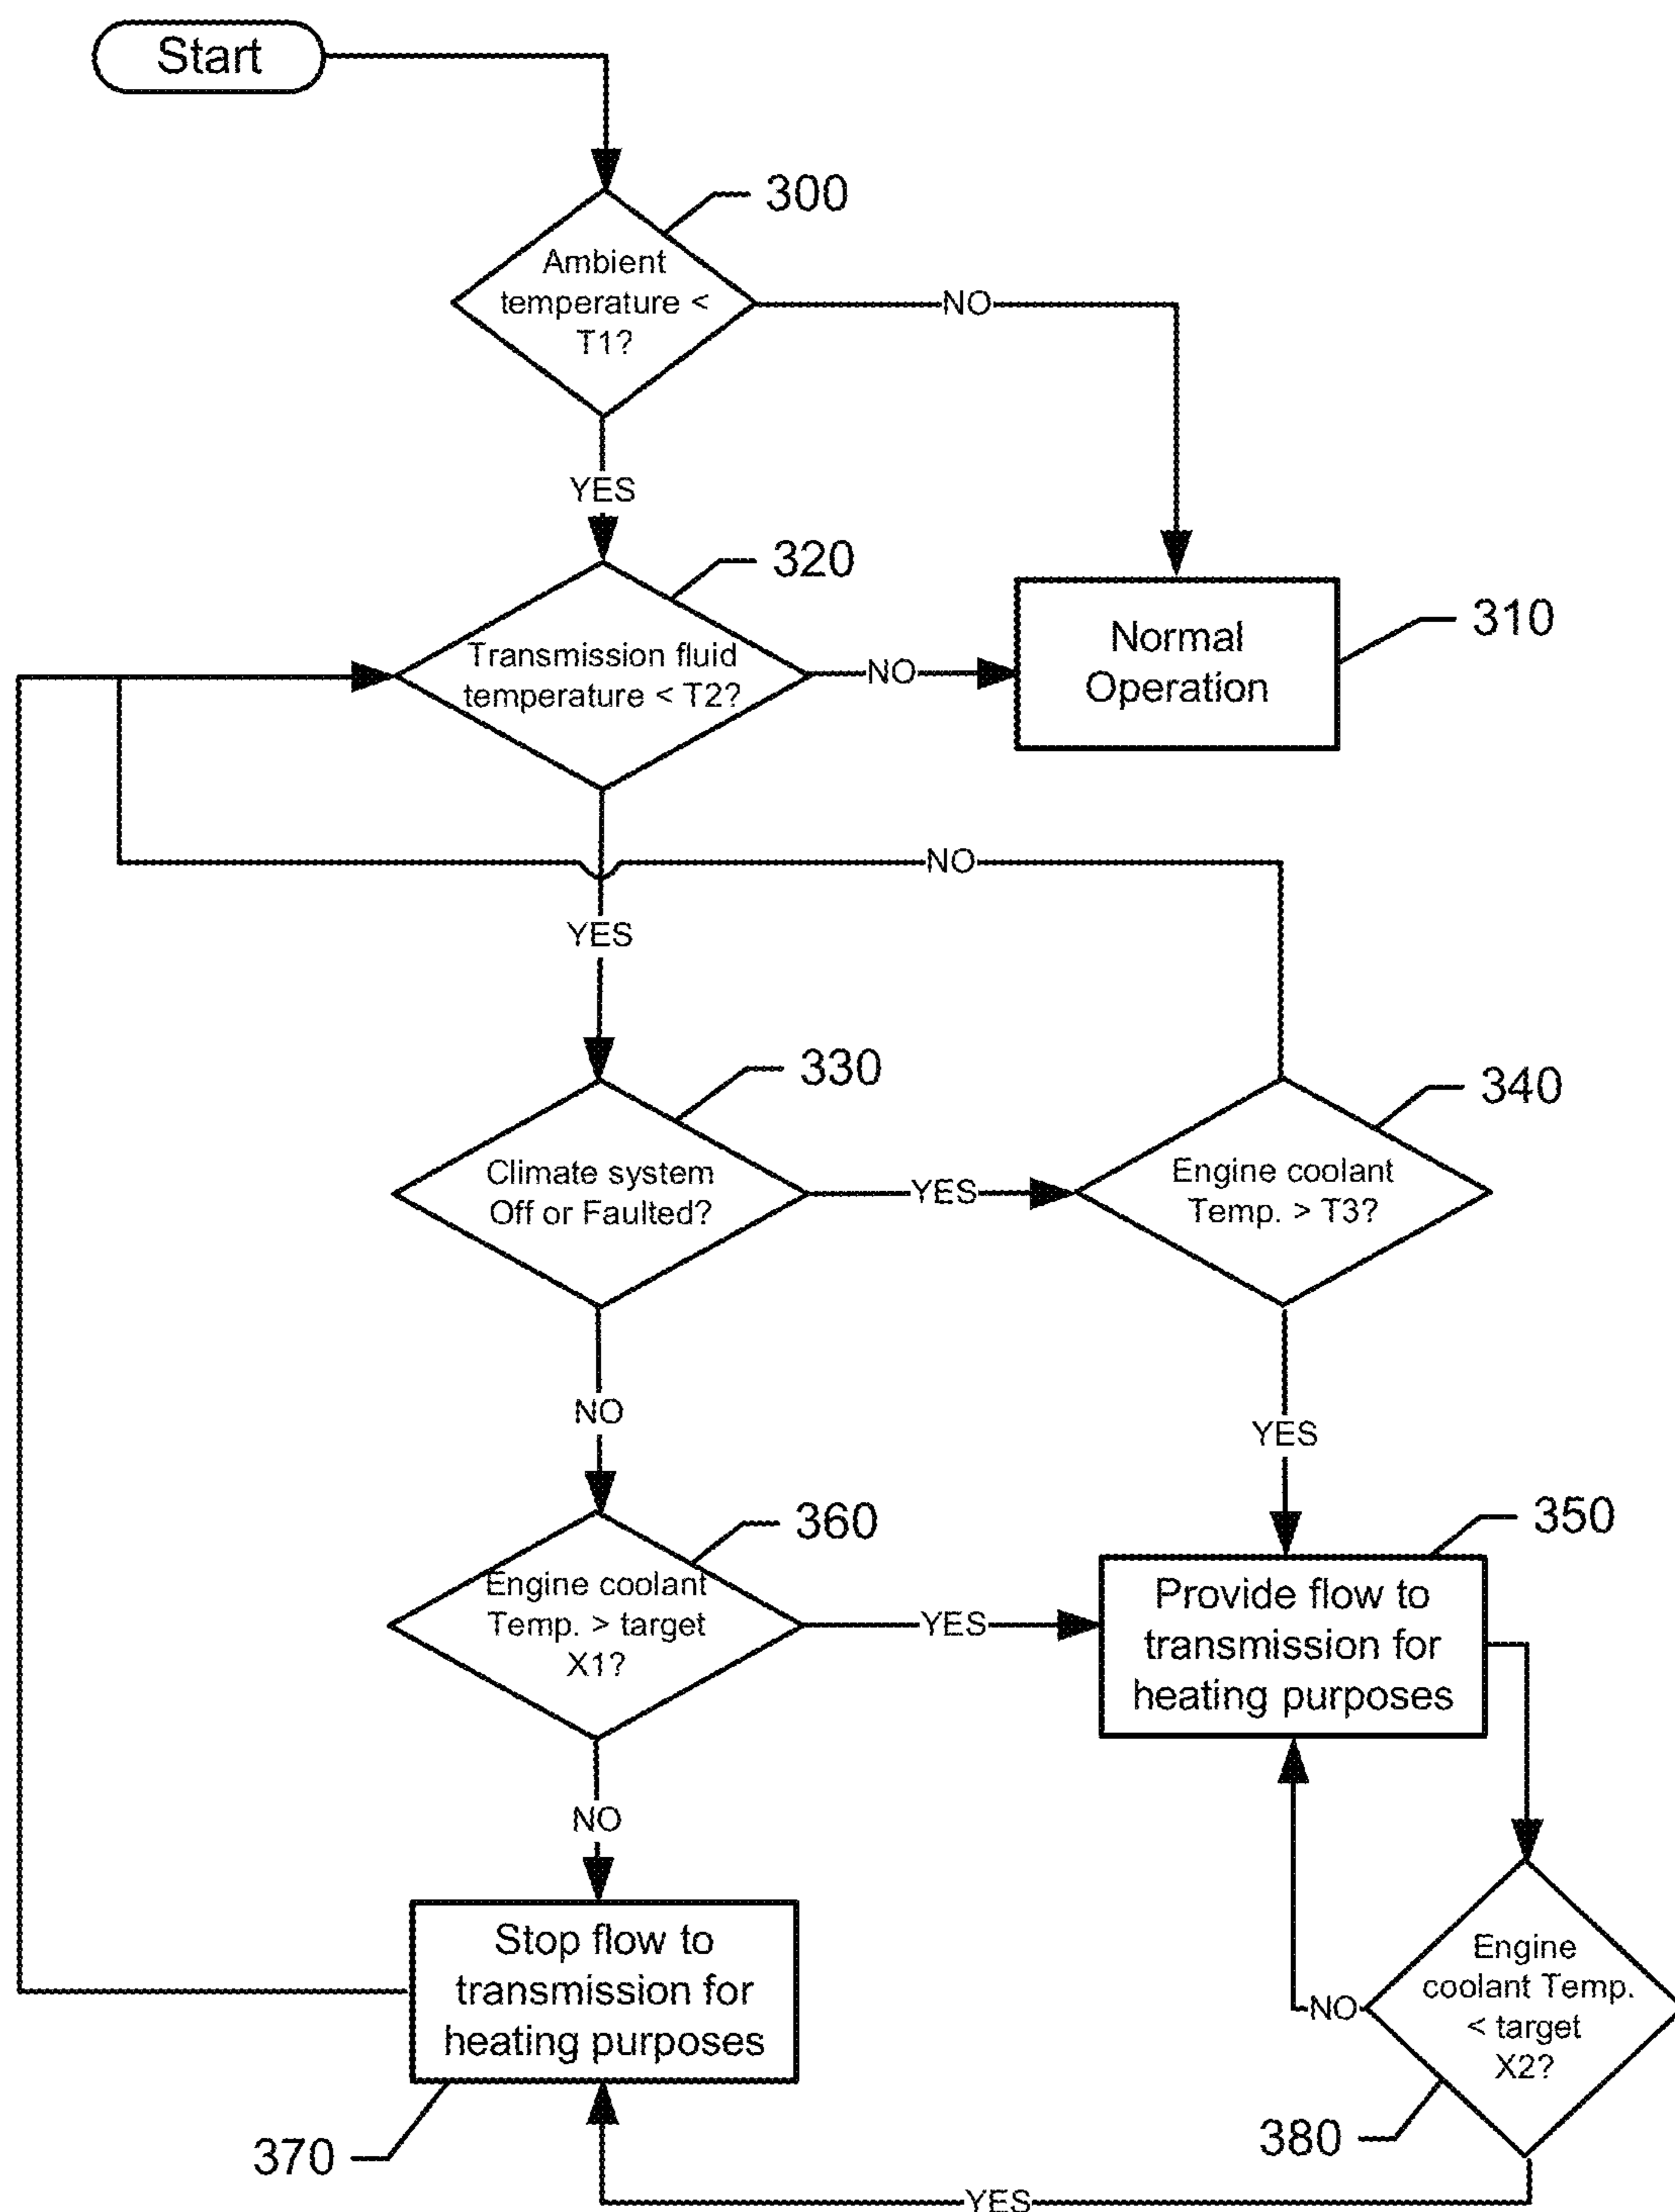 Start
300
Ambient
temperature <
T1?
NO
YES
320
Transmission fluid
temperature < T2?
NO
310
Normal
Operation
NO
YES
330
Climate system
Off or Faulted?
YES
340
Engine coolant
Temp. > T3?
NO
YES
360
Engine coolant
Temp. > target
X1?
YES
350
Provide flow to
transmission for
heating purposes
NO
Stop flow to
transmission for
heating purposes
370
NO
Engine
coolant Temp.
< target
X2?
380
YES